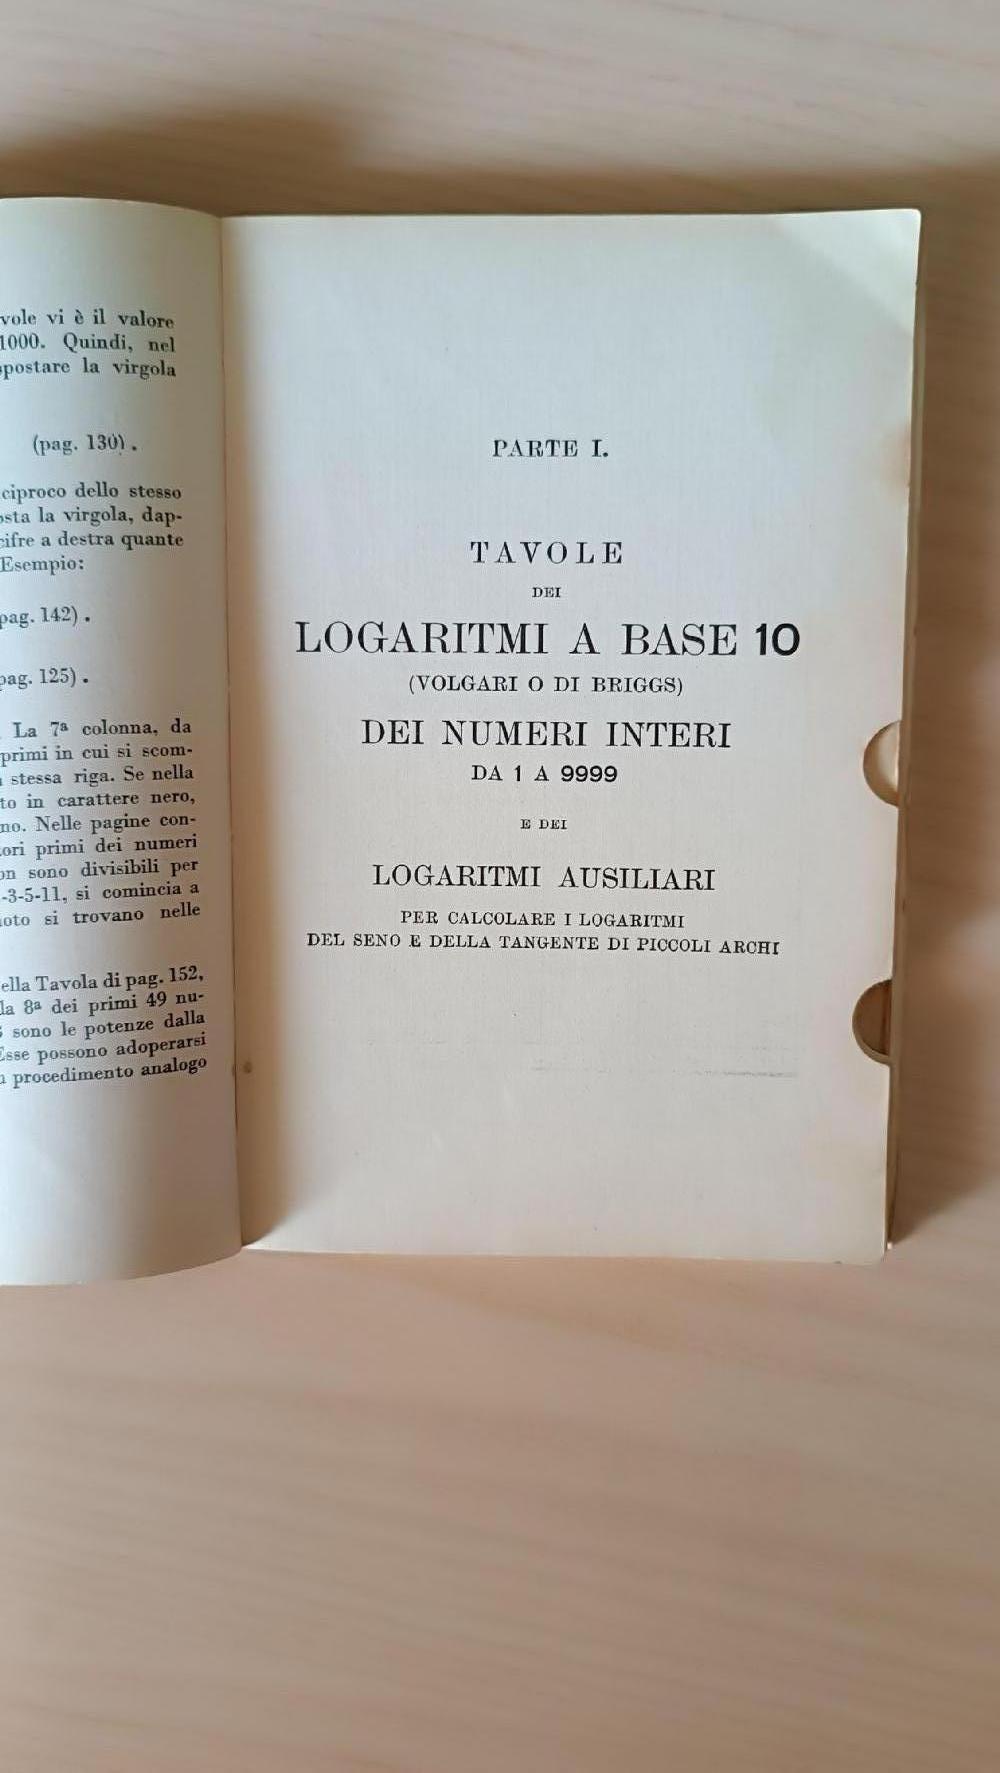 vole vi è il valore
1000. Quindi, nel
postare la virgola
(pag. 130).
ciproco dello stesso
sta la virgola, dap-
cifre a destra quante
Esempio:
pag. 142).
pag. 125).
La 7ª colonna, da
primi in cui si scom-
stessa riga. Se nella
to in carattere nero,
no. Nelle pagine con-
tori primi dei numeri
on sono divisibili per
-3-5-11, si comincia a
noto si trovano nelle
ella Tavola di pag. 152,
la 8ª dei primi 49 nu-
sono le potenze dalla
Esse possono adoperarsi
procedimento analogo
PARTE I.
TAVOLE
DEI
LOGARITMI A BASE 10
(VOLGARI O DI BRIGGS)
DEI NUMERI INTERI
DA 1 A 9999
E DEI
LOGARITMI AUSILIARI
PER CALCOLARE I LOGARITMI
DEL SENO E DELLA TANGENTE DI PICCOLI ARCHI